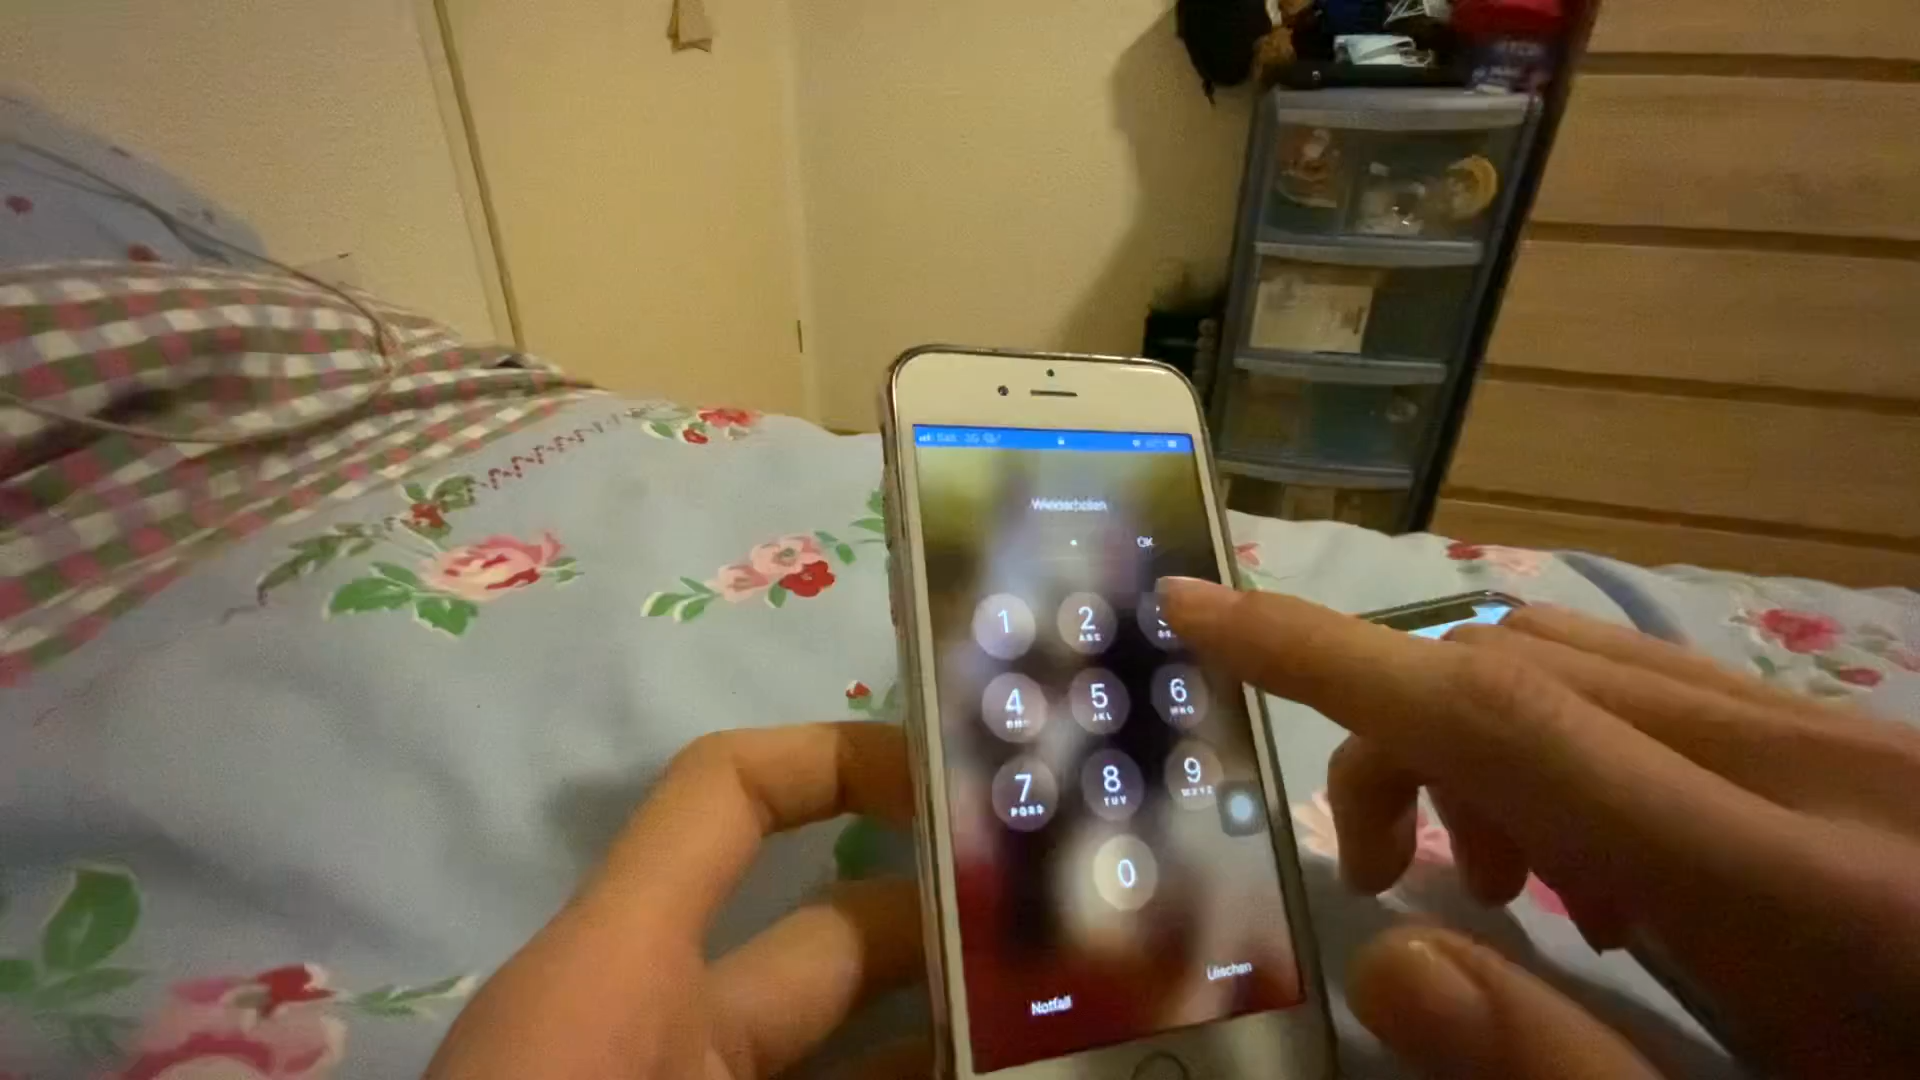 Wiederholen
OK
1
2
ABC
3
4
5
JKL
6
MNO
7
PQRS
8
TUV
9
WXYZ
0
Löschen
Notfall